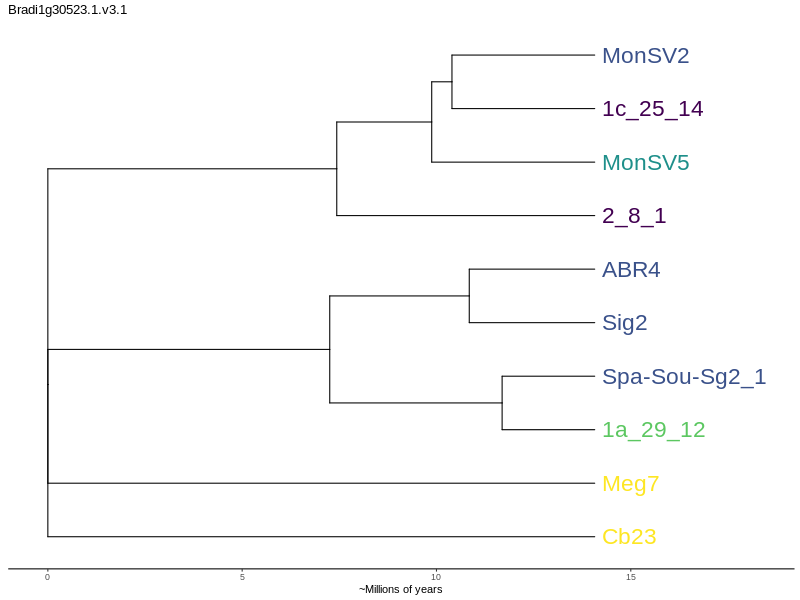 Bradi1g30523.1.v3.1
MonSV2
1c_25_14
MonSV5
2_8_1
ABR4
Sig2
Spa-Sou-Sg2_1
1a_29_12
Meg7
Cb23
0 5 10 15
~Millions of years